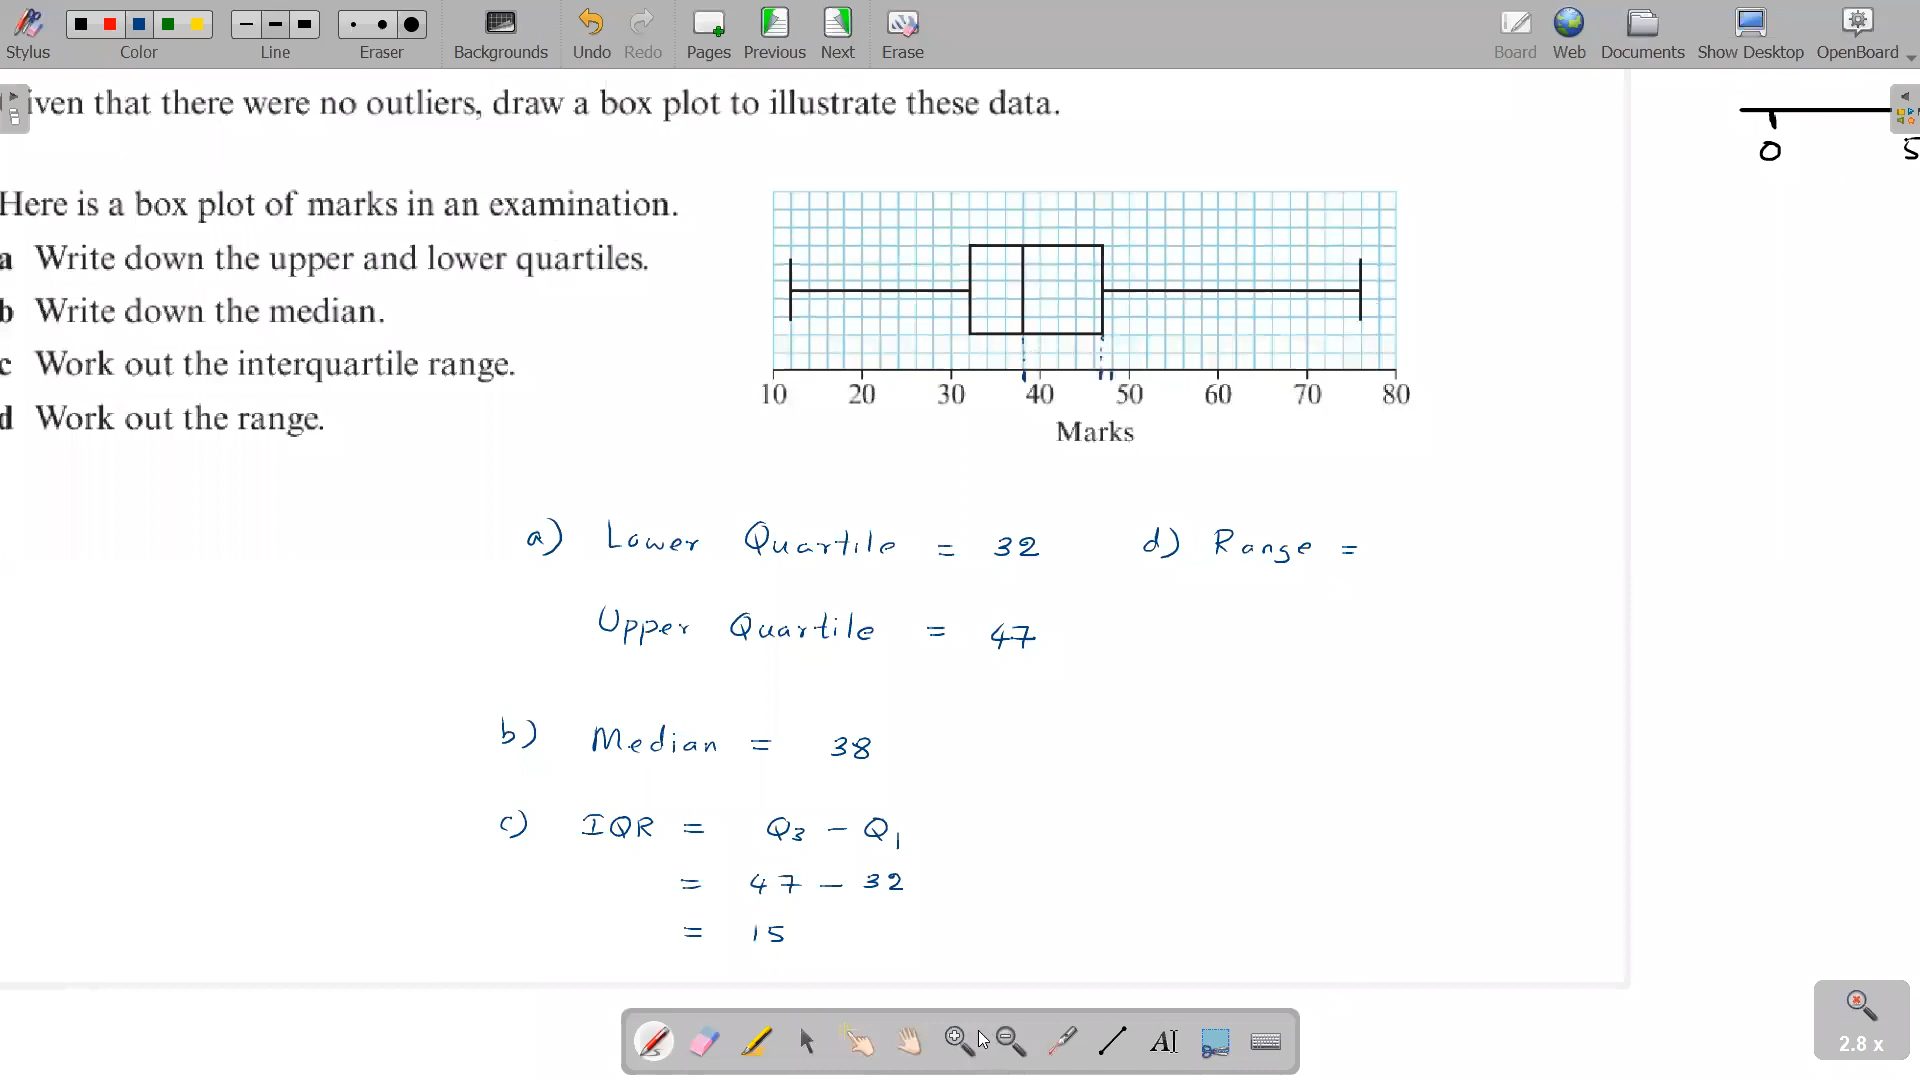 Stylus Color Line Eraser Backgrounds Undo Redo Pages Previous Next Erase Board Web Documents Show Desktop OpenBoard
iven that there were no outliers, draw a box plot to illustrate these data.
0 5
Here is a box plot of marks in an examination.
a Write down the upper and lower quartiles.
b Write down the median.
c Work out the interquartile range.
d Work out the range.
10 20 30 40 50 60 70 80
Marks
a) Lower Quartile = 32
Upper Quartile = 47
b) Median = 38
c) IQR = Q3 - Q1
= 47 - 32
= 15
d) Range =
AI
2.8 x